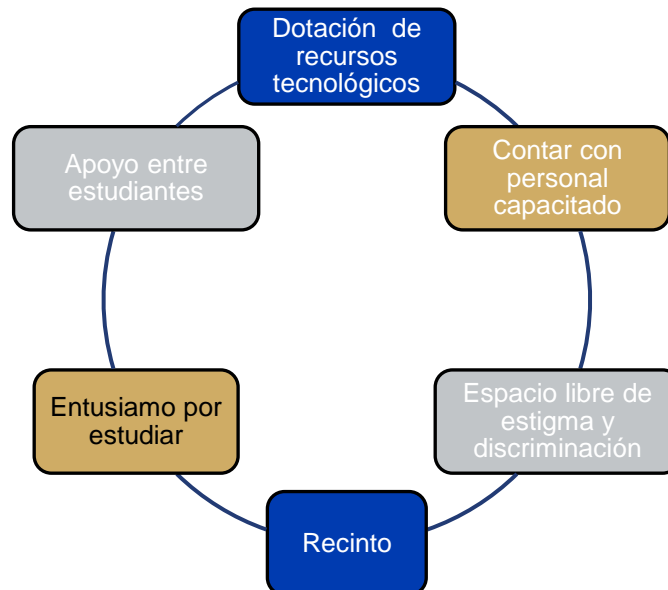 Dotación de
recursos
tecnológicos
Contar con
personal
capacitado
Espacio libre de
estigma y
discriminación
Recinto
Entusiamo por
estudiar
Apoyo entre
estudiantes